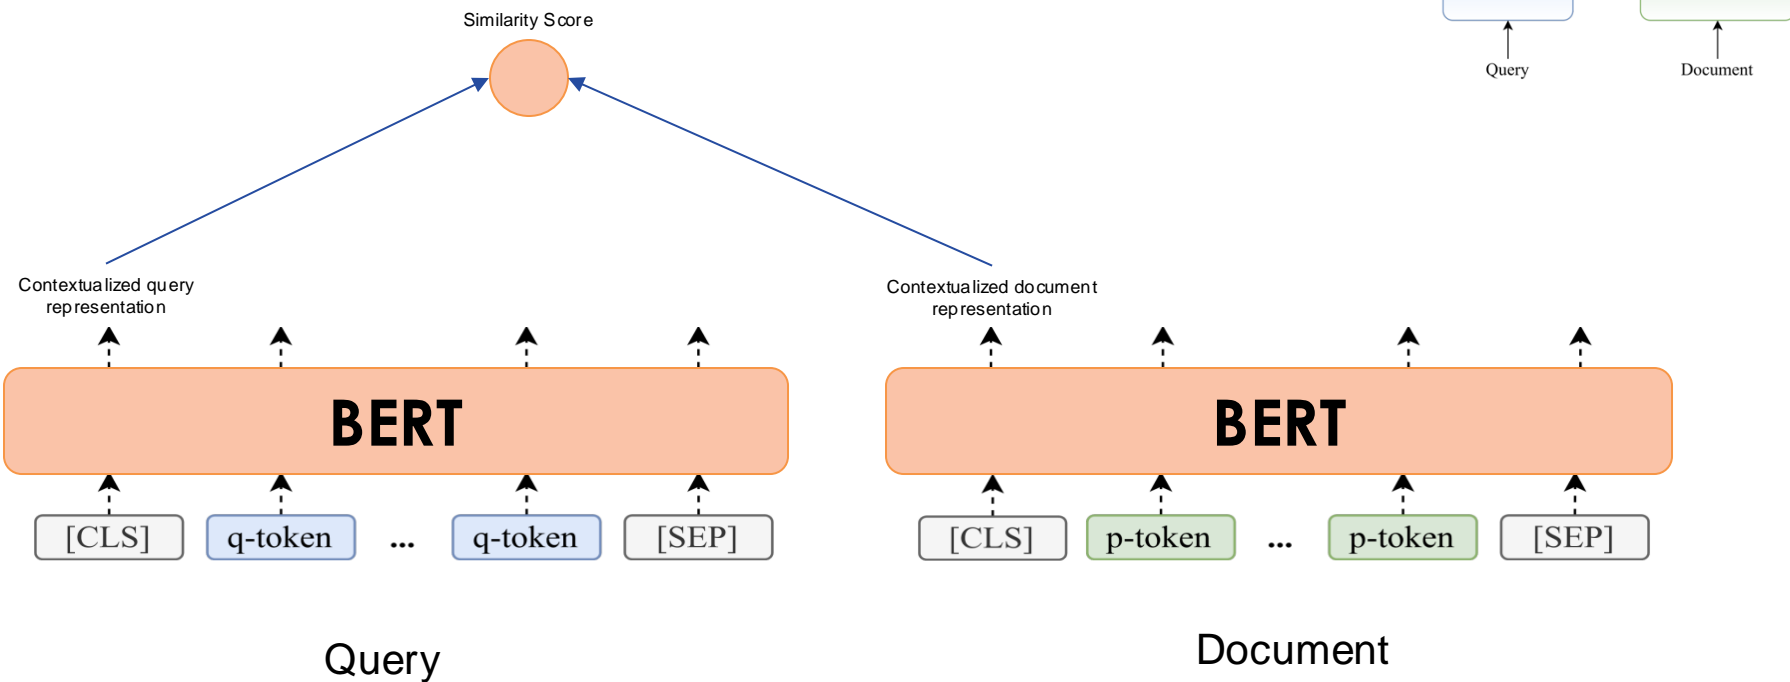 Similarity Score
Query
Document
Contextualized query
representation
Contextualized document
representation
BERT
BERT
[CLS]
q-token
...
q-token
[SEP]
[CLS]
p-token
...
p-token
[SEP]
Query
Document